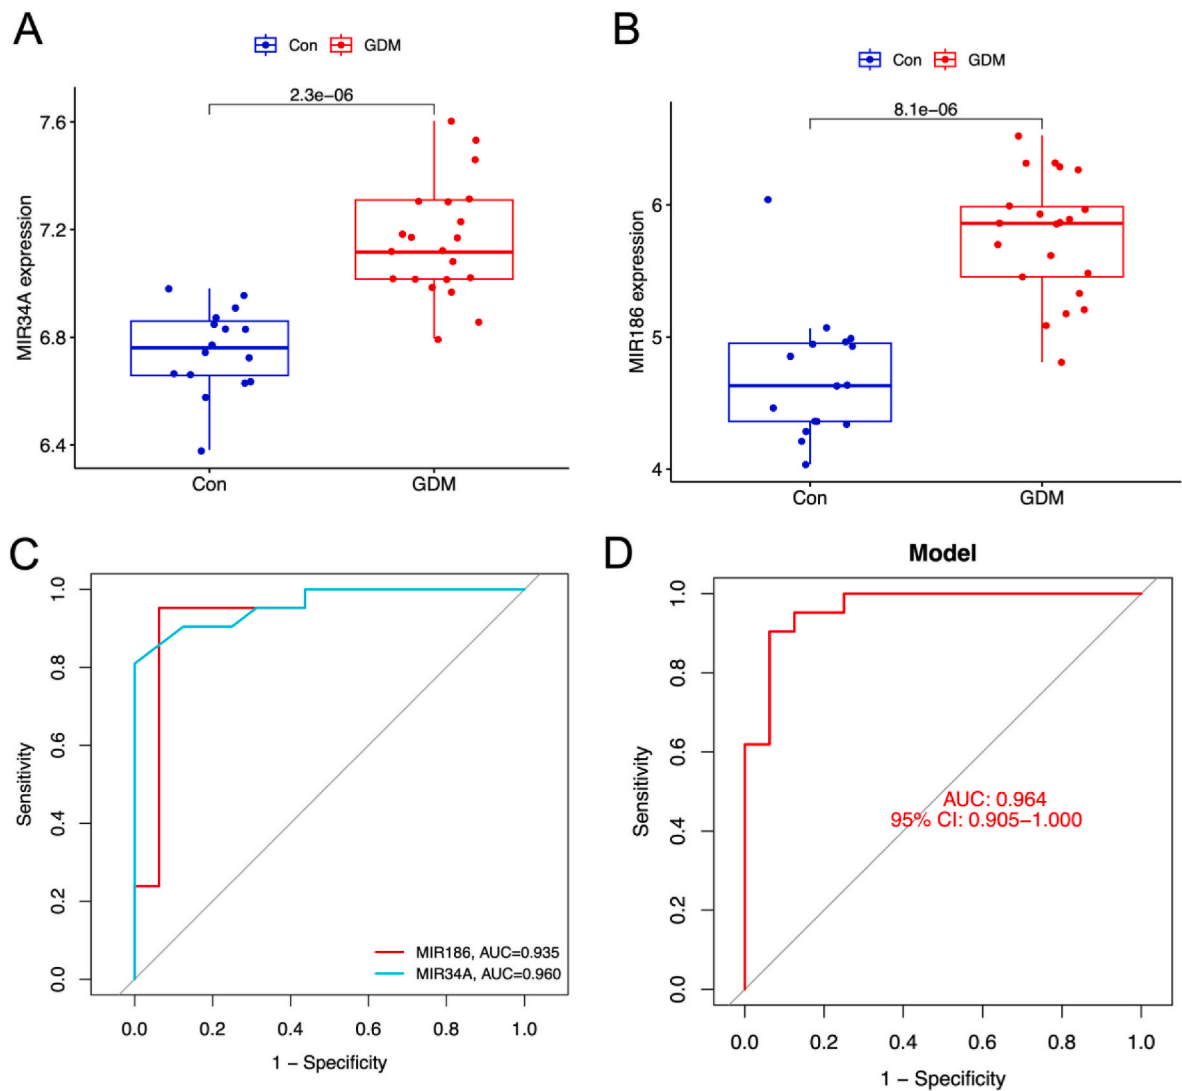 A
Con GDM
2.3e−06
7.6
7.2
6.8
6.4
MIR34A expression
Con GDM
B
Con GDM
8.1e−06
6
5
4
MIR186 expression
Con GDM
C
1.0
0.8
0.6
0.4
0.2
0.0
Sensitivity
MIR186, AUC=0.935
MIR34A, AUC=0.960
0.0 0.2 0.4 0.6 0.8 1.0
1 − Specificity
D
Model
1.0
0.8
0.6
0.4
0.2
0.0
Sensitivity
AUC: 0.964
95% CI: 0.905−1.000
0.0 0.2 0.4 0.6 0.8 1.0
1 − Specificity